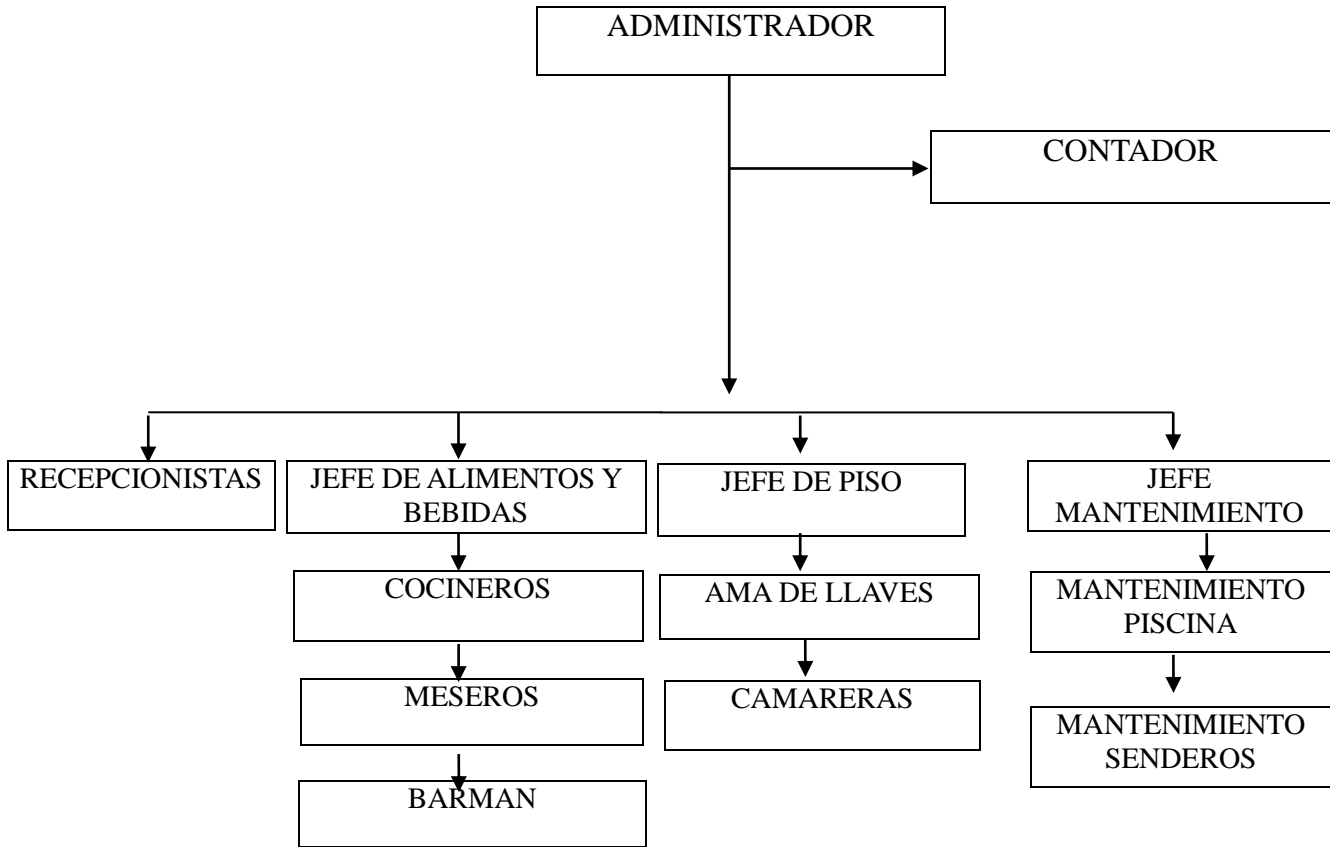 ADMINISTRADOR
CONTADOR
RECEPCIONISTAS
JEFE DE ALIMENTOS Y
BEBIDAS
JEFE DE PISO
JEFE
MANTENIMIENTO
COCINEROS
AMA DE LLAVES
MANTENIMIENTO
PISCINA
MESEROS
CAMARERAS
MANTENIMIENTO
SENDEROS
BARMAN